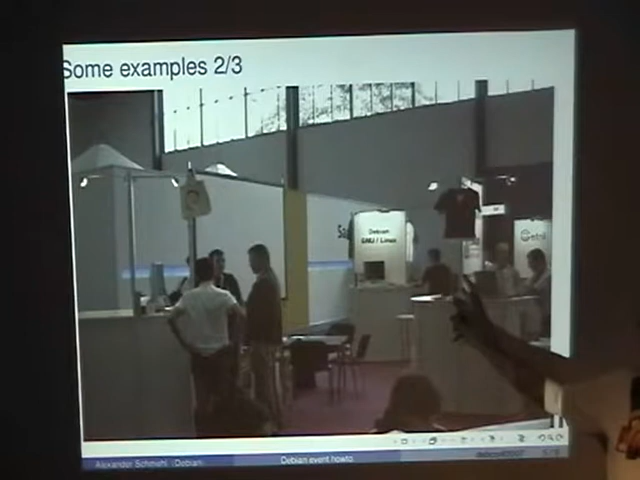 Some examples 2/3
Debian
GNU / Linux
Alexander Schmehl (Debian)
Debian event howto